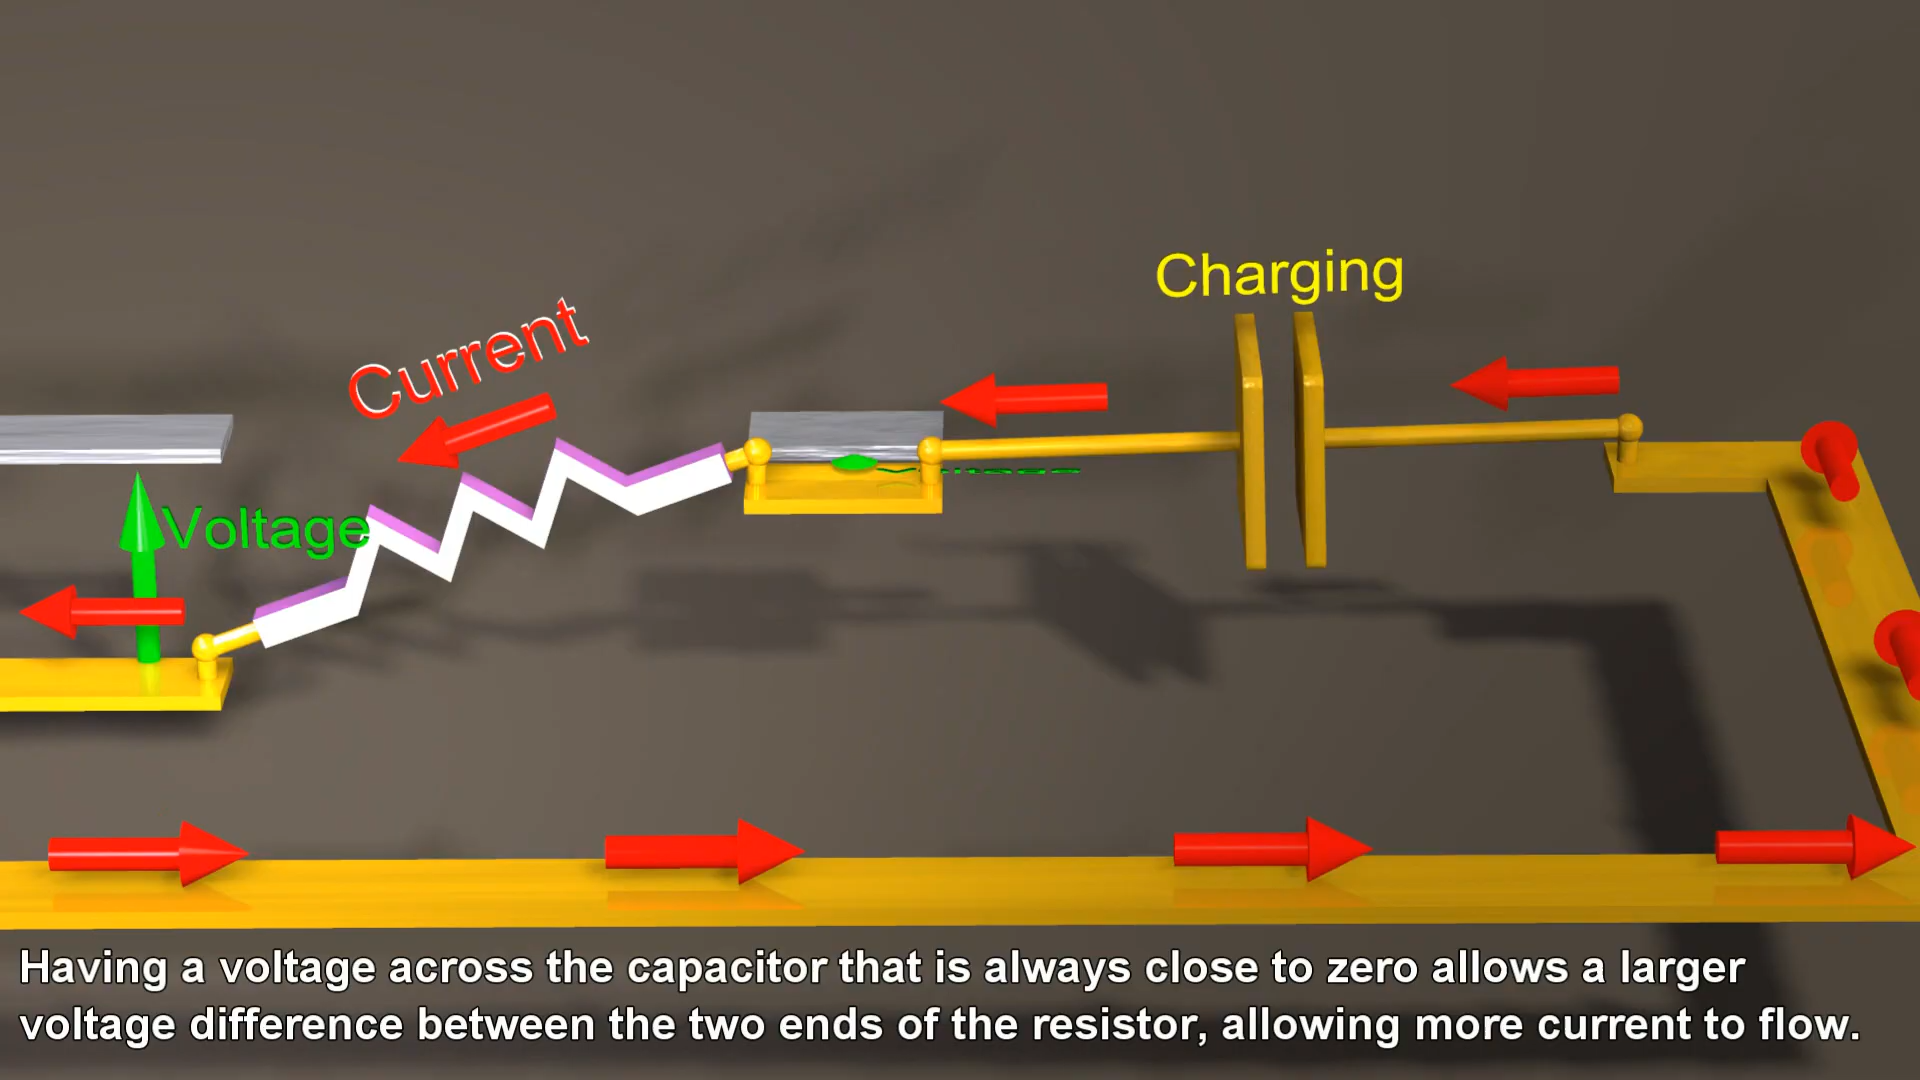 Charging
Current
Voltage
Voltage
Having a voltage across the capacitor that is always close to zero allows a larger
voltage difference between the two ends of the resistor, allowing more current to flow.